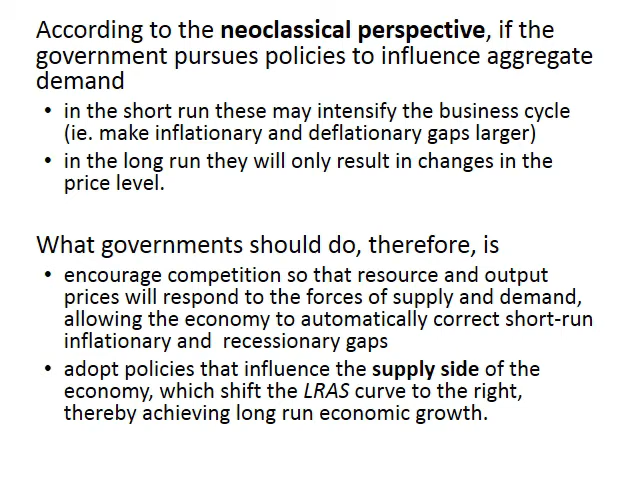 According to the neoclassical perspective, if the
government pursues policies to influence aggregate
demand
• in the short run these may intensify the business cycle
(ie. make inflationary and deflationary gaps larger)
• in the long run they will only result in changes in the
price level.
What governments should do, therefore, is
• encourage competition so that resource and output
prices will respond to the forces of supply and demand,
allowing the economy to automatically correct short-run
inflationary and  recessionary gaps
• adopt policies that influence the supply side of the
economy, which shift the LRAS curve to the right,
thereby achieving long run economic growth.